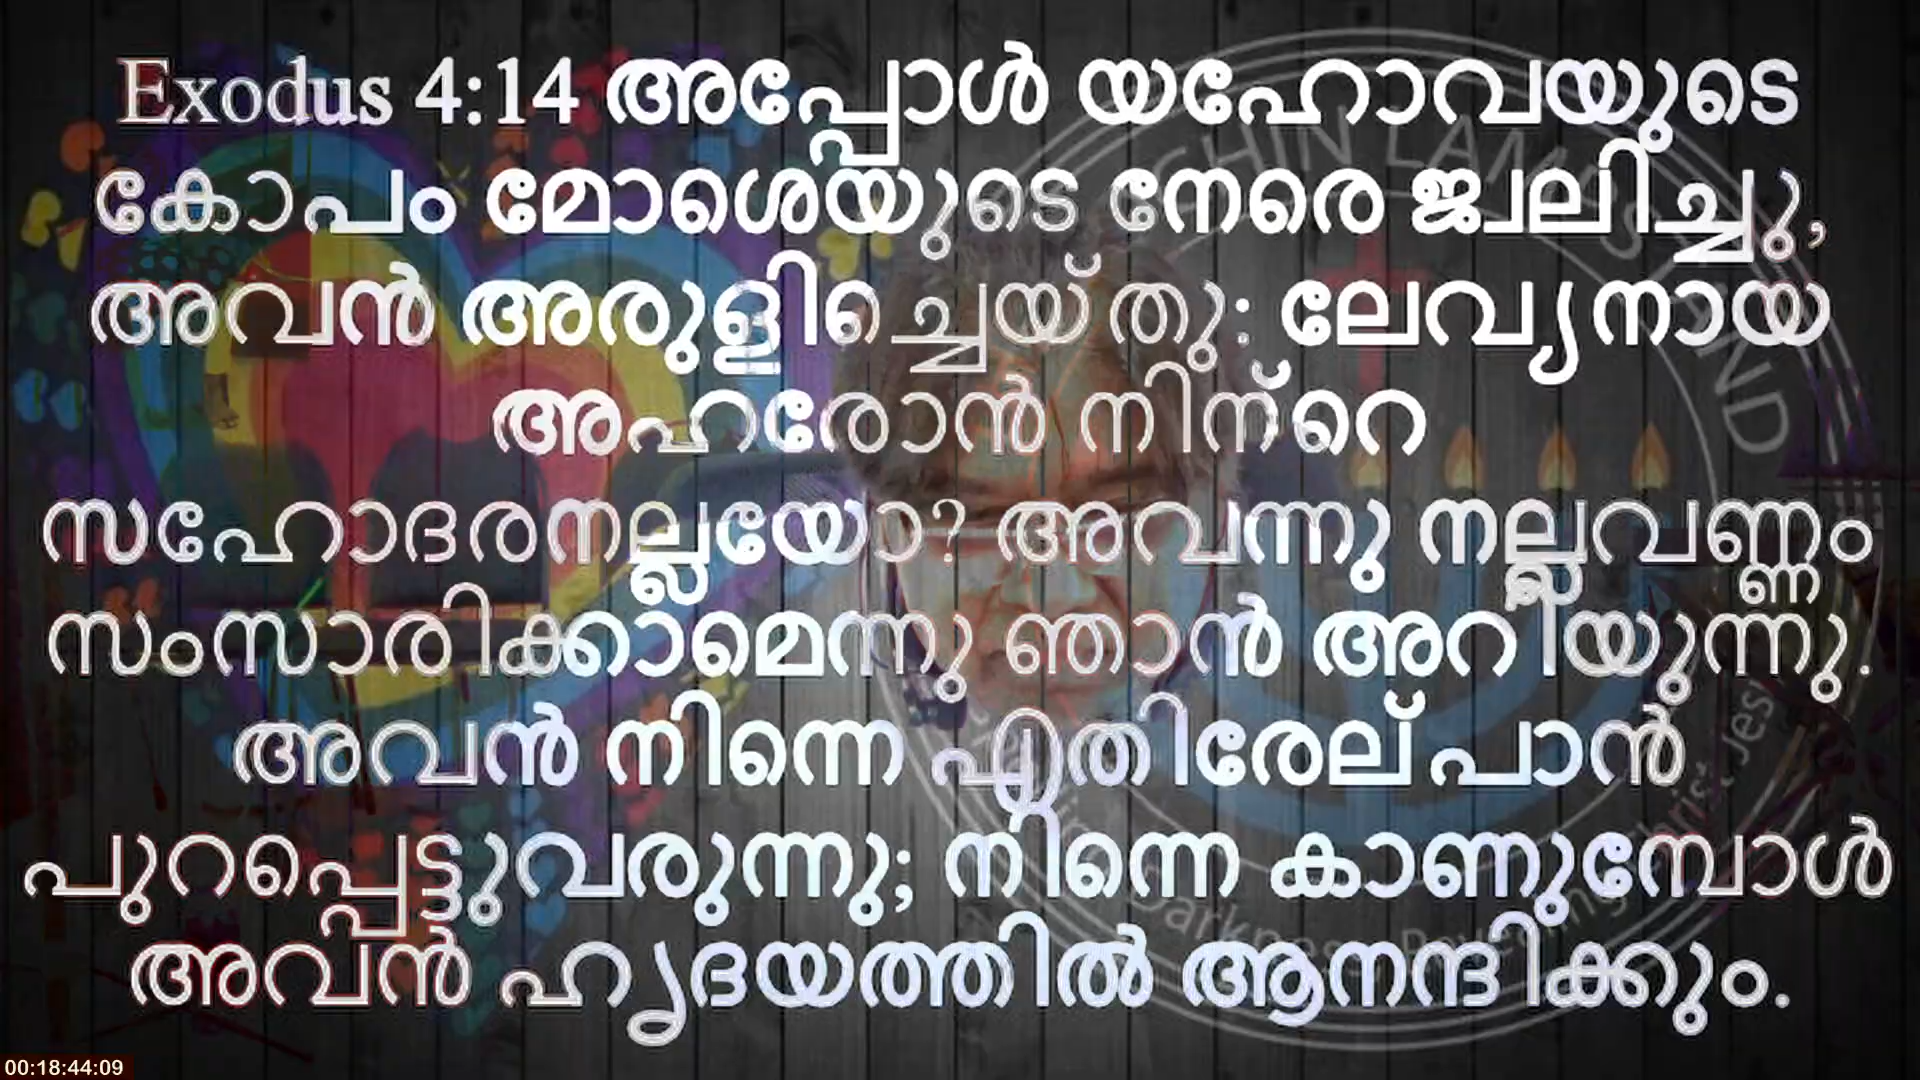 Exodus 4:14 അപ്പോൾ യഹോവയുടെ
കോപം മോശെയുടെ നേരെ ജ്വലിച്ചു,
അവൻ അരുളിച്ചെയ്തു: ലേവ്യനായ
അഹരോൻ നിന്റെ
സഹോദരനല്ലയോ? അവന്നു നല്ലവണ്ണം
സംസാരിക്കാമെന്നു ഞാൻ അറിയുന്നു.
അവൻ നിന്നെ എതിരേല്പാൻ
പുറപ്പെട്ടുവരുന്നു; നിന്നെ കാണുമ്പോൾ
അവൻ ഹൃദയത്തിൽ ആനന്ദിക്കും.
00:18:44:09